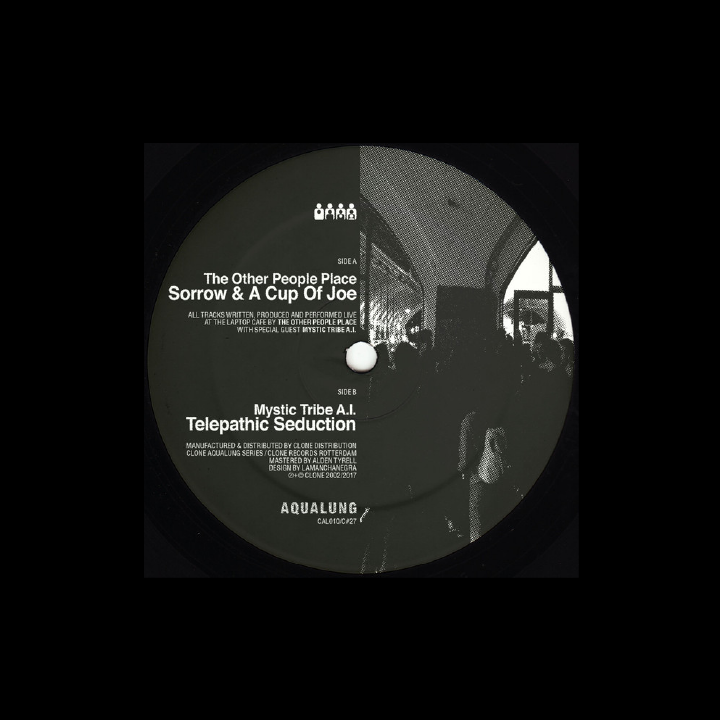 SIDE A
The Other People Place
Sorrow & A Cup Of Joe
ALL TRACKS WRITTEN, PRODUCED AND PERFORMED LIVE
AT THE LAPTOP CAFE BY THE OTHER PEOPLE PLACE
WITH SPECIAL GUEST MYSTIC TRIBE A.I.
SIDE B
Mystic Tribe A.I.
Telepathic Seduction
MANUFACTURED & DISTRIBUTED BY CLONE DISTRIBUTION
CLONE AQUALUNG SERIES / CLONE RECORDS ROTTERDAM
MASTERED BY ALDEN TYRELL
DESIGN BY LAMANCHANEGRA
℗+© CLONE 2002/2017
AQUALUNG
CAL010/C#27